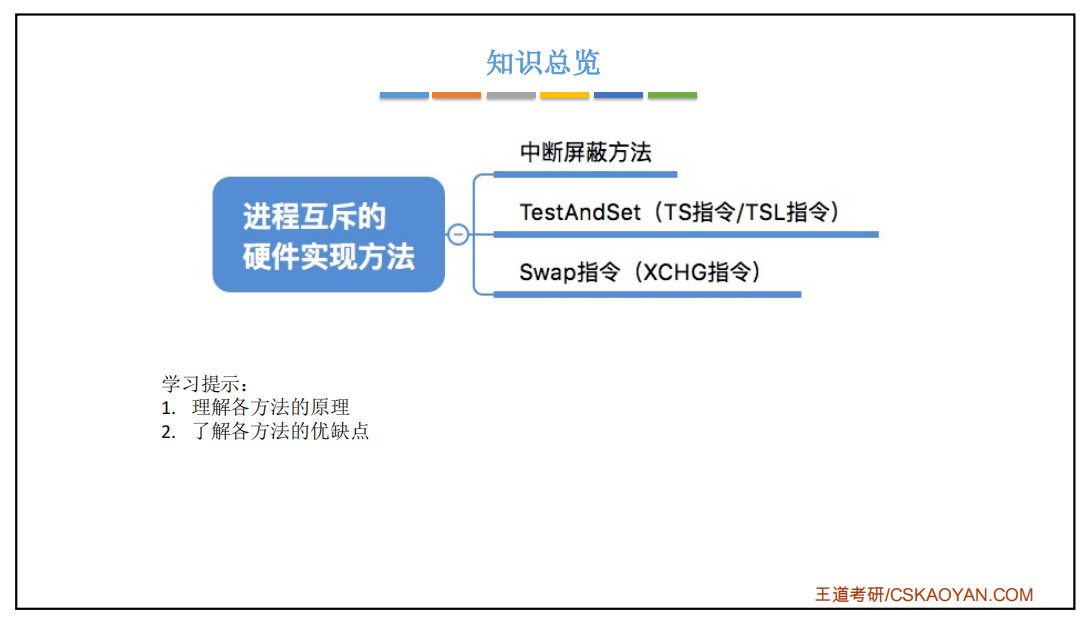 知识总览
进程互斥的
硬件实现方法
中断屏蔽方法
TestAndSet（TS指令/TSL指令）
Swap指令（XCHG指令）
学习提示：
1. 理解各方法的原理
2. 了解各方法的优缺点
王道考研/CSKAOYAN.COM